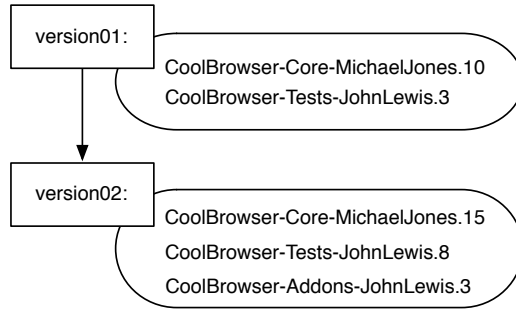 version01:
CoolBrowser-Core-MichaelJones.10
CoolBrowser-Tests-JohnLewis.3
version02:
CoolBrowser-Core-MichaelJones.15
CoolBrowser-Tests-JohnLewis.8
CoolBrowser-Addons-JohnLewis.3